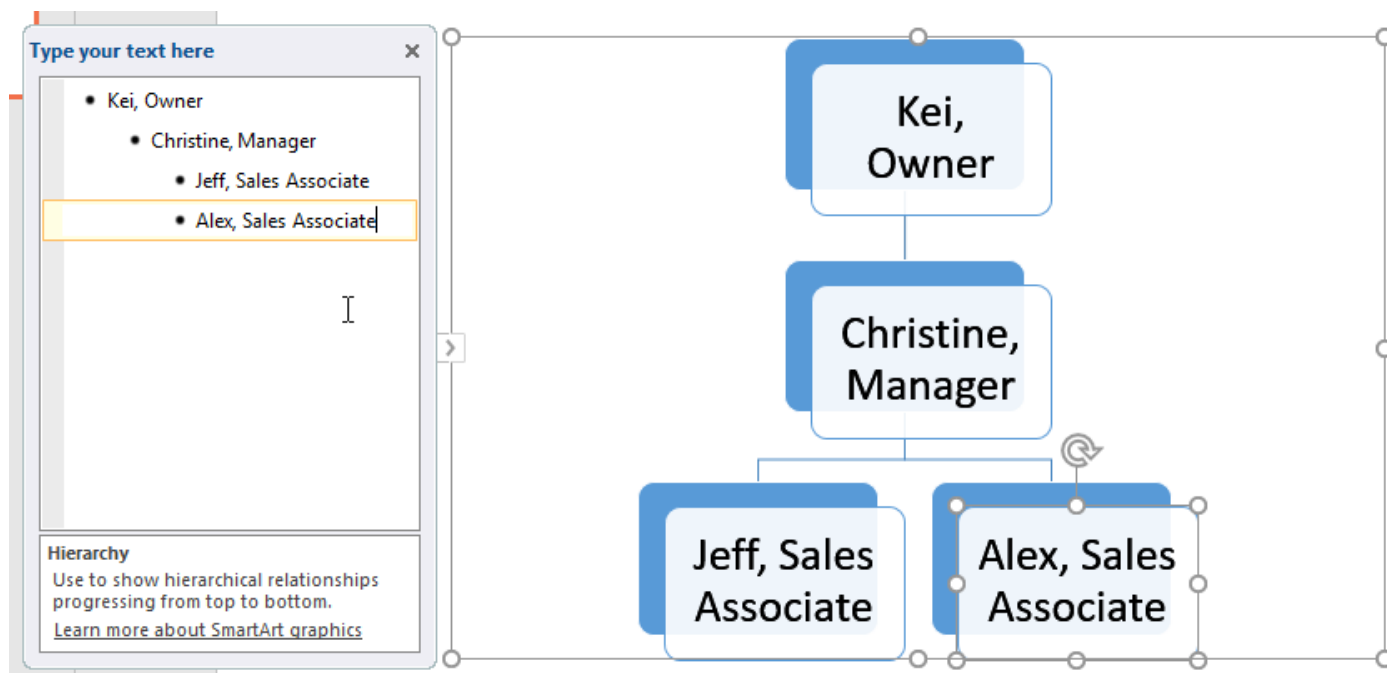 Type your text here
Kei, Owner
Christine, Manager
Jeff, Sales Associate
Alex, Sales Associate
Hierarchy
Use to show hierarchical relationships
progressing from top to bottom.
Learn more about SmartArt graphics
Kei,
Owner
Christine,
Manager
Jeff, Sales
Associate
Alex, Sales
Associate